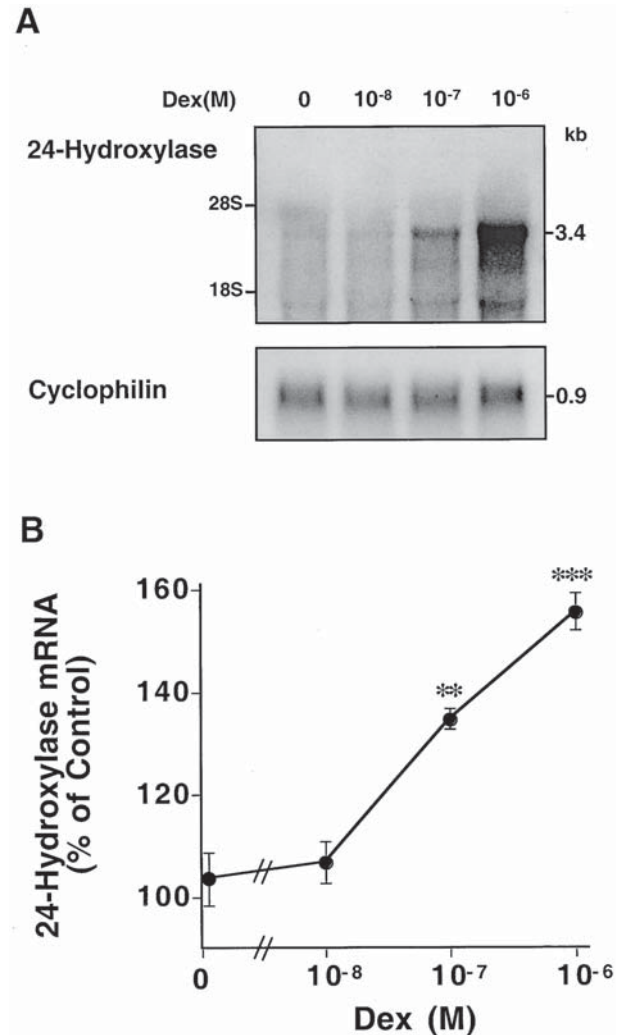 A
Dex(M) 0 10⁻⁸ 10⁻⁷ 10⁻⁶
kb
24-Hydroxylase
28S
3.4
18S
Cyclophilin
0.9
B
160
140
120
100
24-Hydroxylase mRNA
(% of Control)
**
***
0 10⁻⁸ 10⁻⁷ 10⁻⁶
Dex (M)